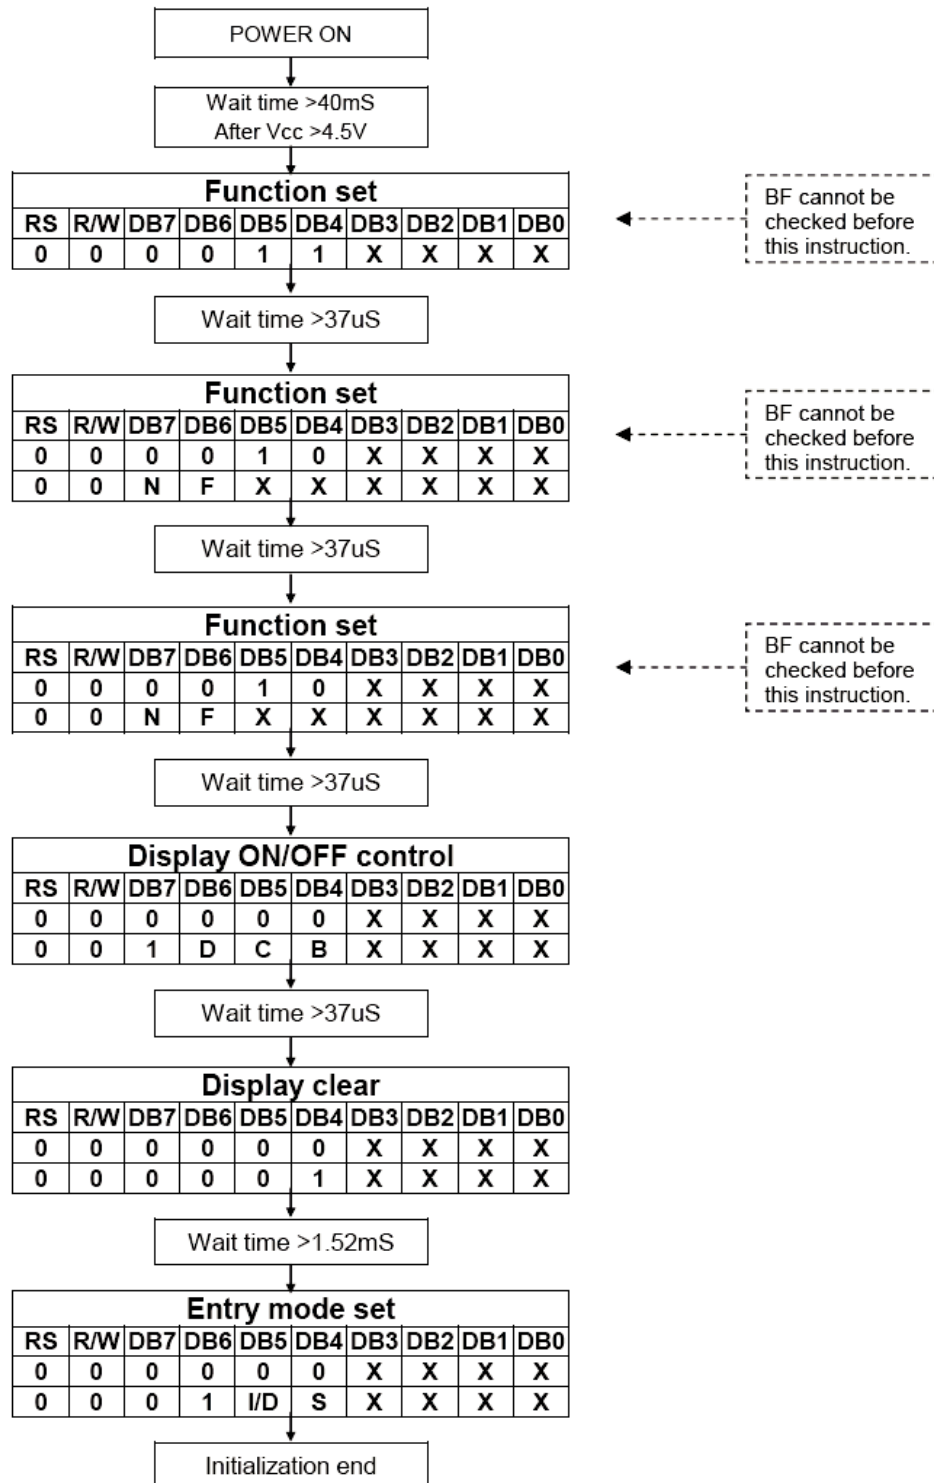 POWER ON
Wait time >40mS
After Vcc >4.5V
Function set
RS R/W DB7 DB6 DB5 DB4 DB3 DB2 DB1 DB0
0 0 0 0 1 1 X X X X
BF cannot be
checked before
this instruction.
Wait time >37uS
Function set
RS R/W DB7 DB6 DB5 DB4 DB3 DB2 DB1 DB0
0 0 0 0 1 0 X X X X
0 0 N F X X X X X X
BF cannot be
checked before
this instruction.
Wait time >37uS
Function set
RS R/W DB7 DB6 DB5 DB4 DB3 DB2 DB1 DB0
0 0 0 0 1 0 X X X X
0 0 N F X X X X X X
BF cannot be
checked before
this instruction.
Wait time >37uS
Display ON/OFF control
RS R/W DB7 DB6 DB5 DB4 DB3 DB2 DB1 DB0
0 0 0 0 0 0 X X X X
0 0 1 D C B X X X X
Wait time >37uS
Display clear
RS R/W DB7 DB6 DB5 DB4 DB3 DB2 DB1 DB0
0 0 0 0 0 0 X X X X
0 0 0 0 0 1 X X X X
Wait time >1.52mS
Entry mode set
RS R/W DB7 DB6 DB5 DB4 DB3 DB2 DB1 DB0
0 0 0 0 0 0 X X X X
0 0 0 1 I/D S X X X X
Initialization end